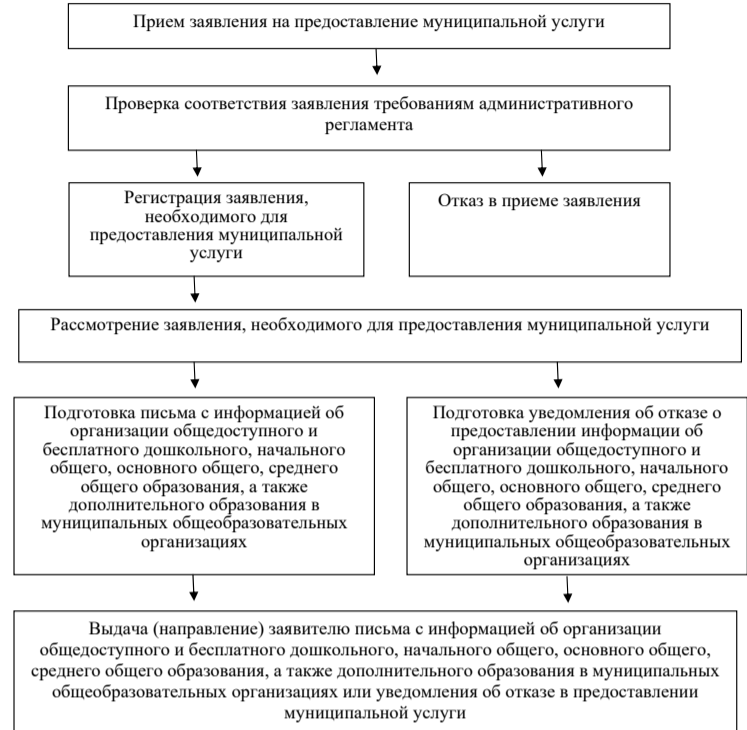 Прием заявления на предоставление муниципальной услуги
Проверка соответствия заявления требованиям административного
регламента
Регистрация заявления,
необходимого для
предоставления муниципальной
услуги
Отказ в приеме заявления
Рассмотрение заявления, необходимого для предоставления муниципальной услуги
Подготовка письма с информацией об
организации общедоступного и
бесплатного дошкольного, начального
общего, основного общего, среднего
общего образования, а также
дополнительного образования в
муниципальных общеобразовательных
организациях
Подготовка уведомления об отказе о
предоставлении информации об
организации общедоступного и
бесплатного дошкольного, начального
общего, основного общего, среднего
общего образования, а также
дополнительного образования в
муниципальных общеобразовательных
организациях
Выдача (направление) заявителю письма с информацией об организации
общедоступного и бесплатного дошкольного, начального общего, основного общего,
среднего общего образования, а также дополнительного образования в муниципальных
общеобразовательных организациях или уведомления об отказе в предоставлении
муниципальной услуги